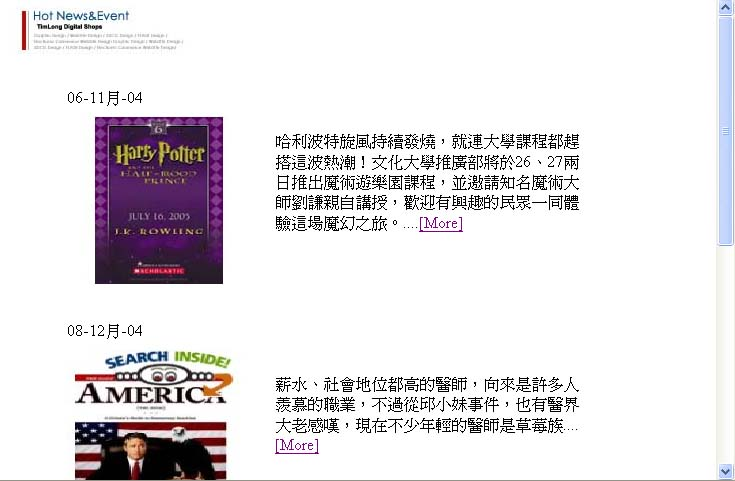 Hot News&Event
TimLong Digital Shops
06-11月-04
6
Harry Potter
AND THE
HALF-BLOOD
PRINCE
JULY 16, 2005
J.K. ROWLING
SCHOLASTIC
哈利波特旋風持續發燒，就連大學課程都趕
搭這波熱潮！文化大學推廣部將於26、27兩
日推出魔術遊樂園課程，並邀請知名魔術大
師劉謙親自講授，歡迎有興趣的民眾一同體
驗這場魔幻之旅。....[More]
08-12月-04
SEARCH INSIDE!
AMERICA
薪水、社會地位都高的醫師，向來是許多人
羨慕的職業，不過從邱小妹事件，也有醫界
大老感嘆，現在不少年輕的醫師是草莓族....
[More]